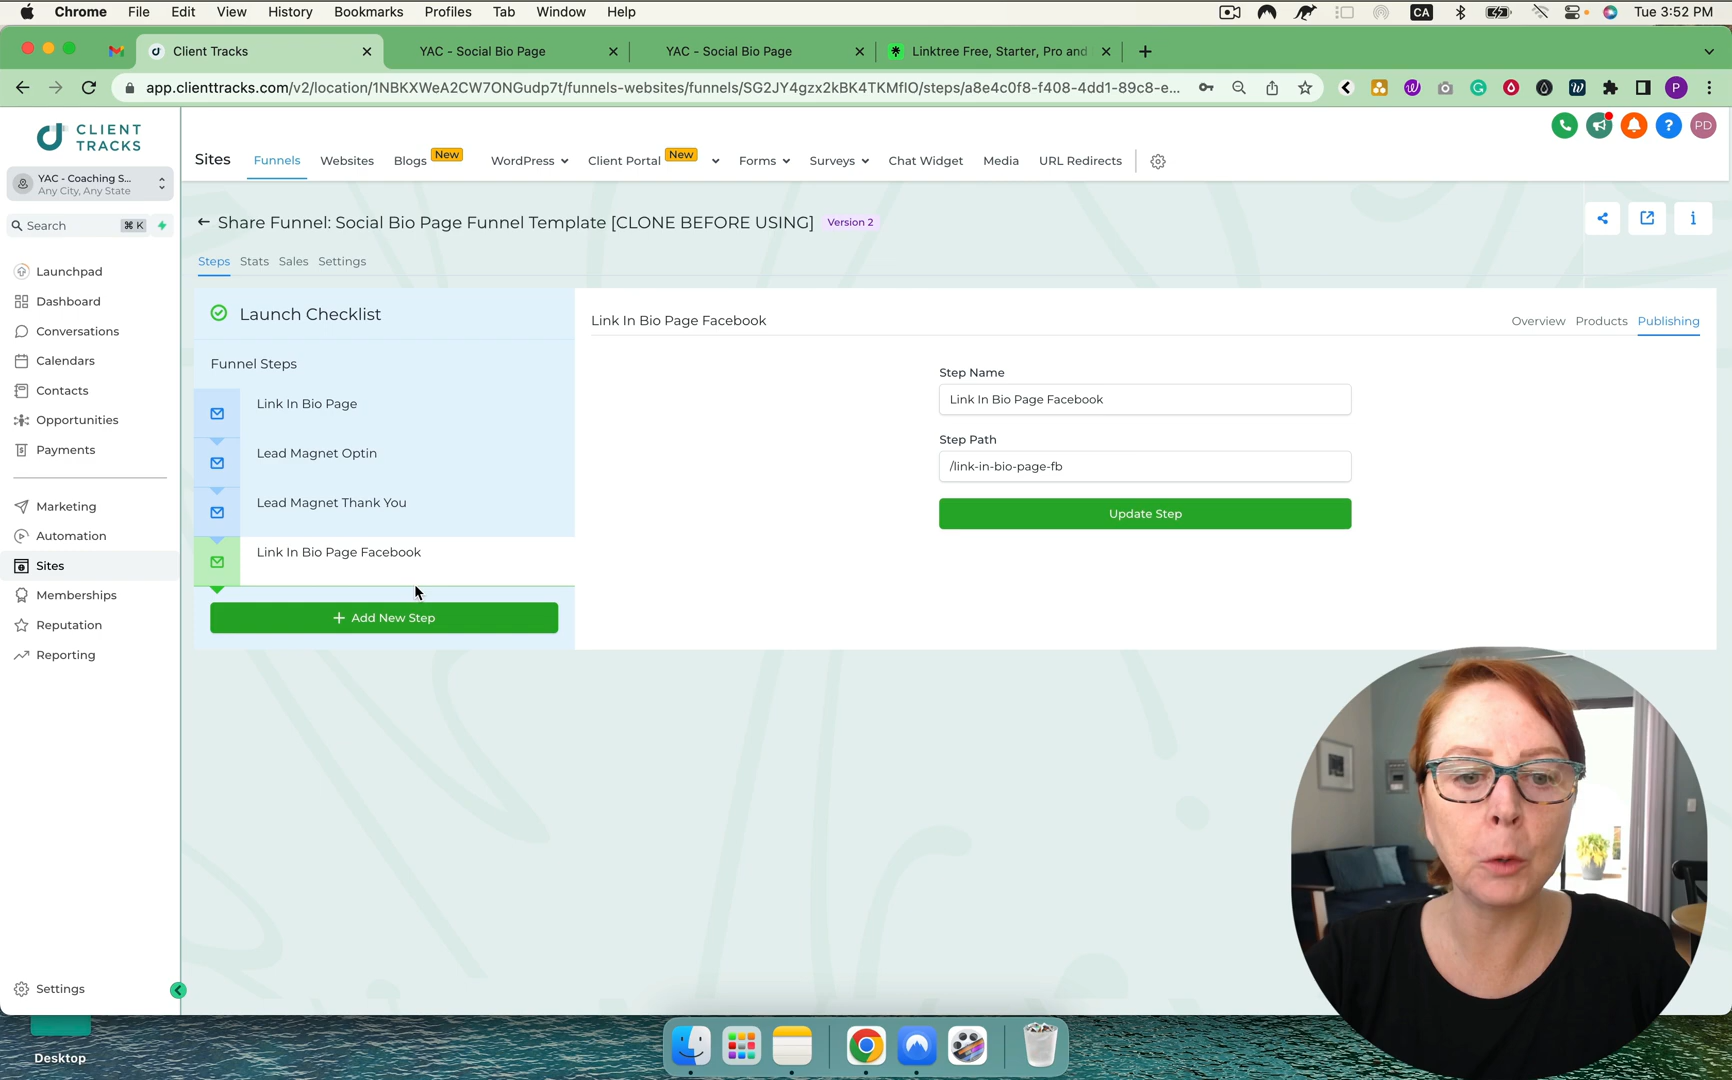 Chrome File Edit View History Bookmarks Profiles Tab Window Help CA Tue 3:52 PM
Client Tracks YAC - Social Bio Page YAC - Social Bio Page Linktree Free, Starter, Pro and
app.clienttracks.com/v2/location/1NBKXWeA2CW7ONGudp7t/funnels-websites/funnels/SG2JY4gzx2kBK4TKMfIO/steps/a8e4c0f8-f408-4dd1-89c8-e... P
CLIENT
TRACKS
PD
Sites Funnels Websites Blogs New WordPress Client Portal New Forms Surveys Chat Widget Media URL Redirects
YAC - Coaching S...
Any City, Any State
Search ⌘ K
← Share Funnel: Social Bio Page Funnel Template [CLONE BEFORE USING] Version 2
Steps Stats Sales Settings
Launchpad
Dashboard
Conversations
Calendars
Contacts
Opportunities
Payments
Marketing
Automation
Sites
Memberships
Reputation
Reporting
Settings
Launch Checklist
Funnel Steps
Link In Bio Page
Lead Magnet Optin
Lead Magnet Thank You
Link In Bio Page Facebook
+ Add New Step
Link In Bio Page Facebook Overview Products Publishing
Step Name
Link In Bio Page Facebook
Step Path
/link-in-bio-page-fb
Update Step
Desktop